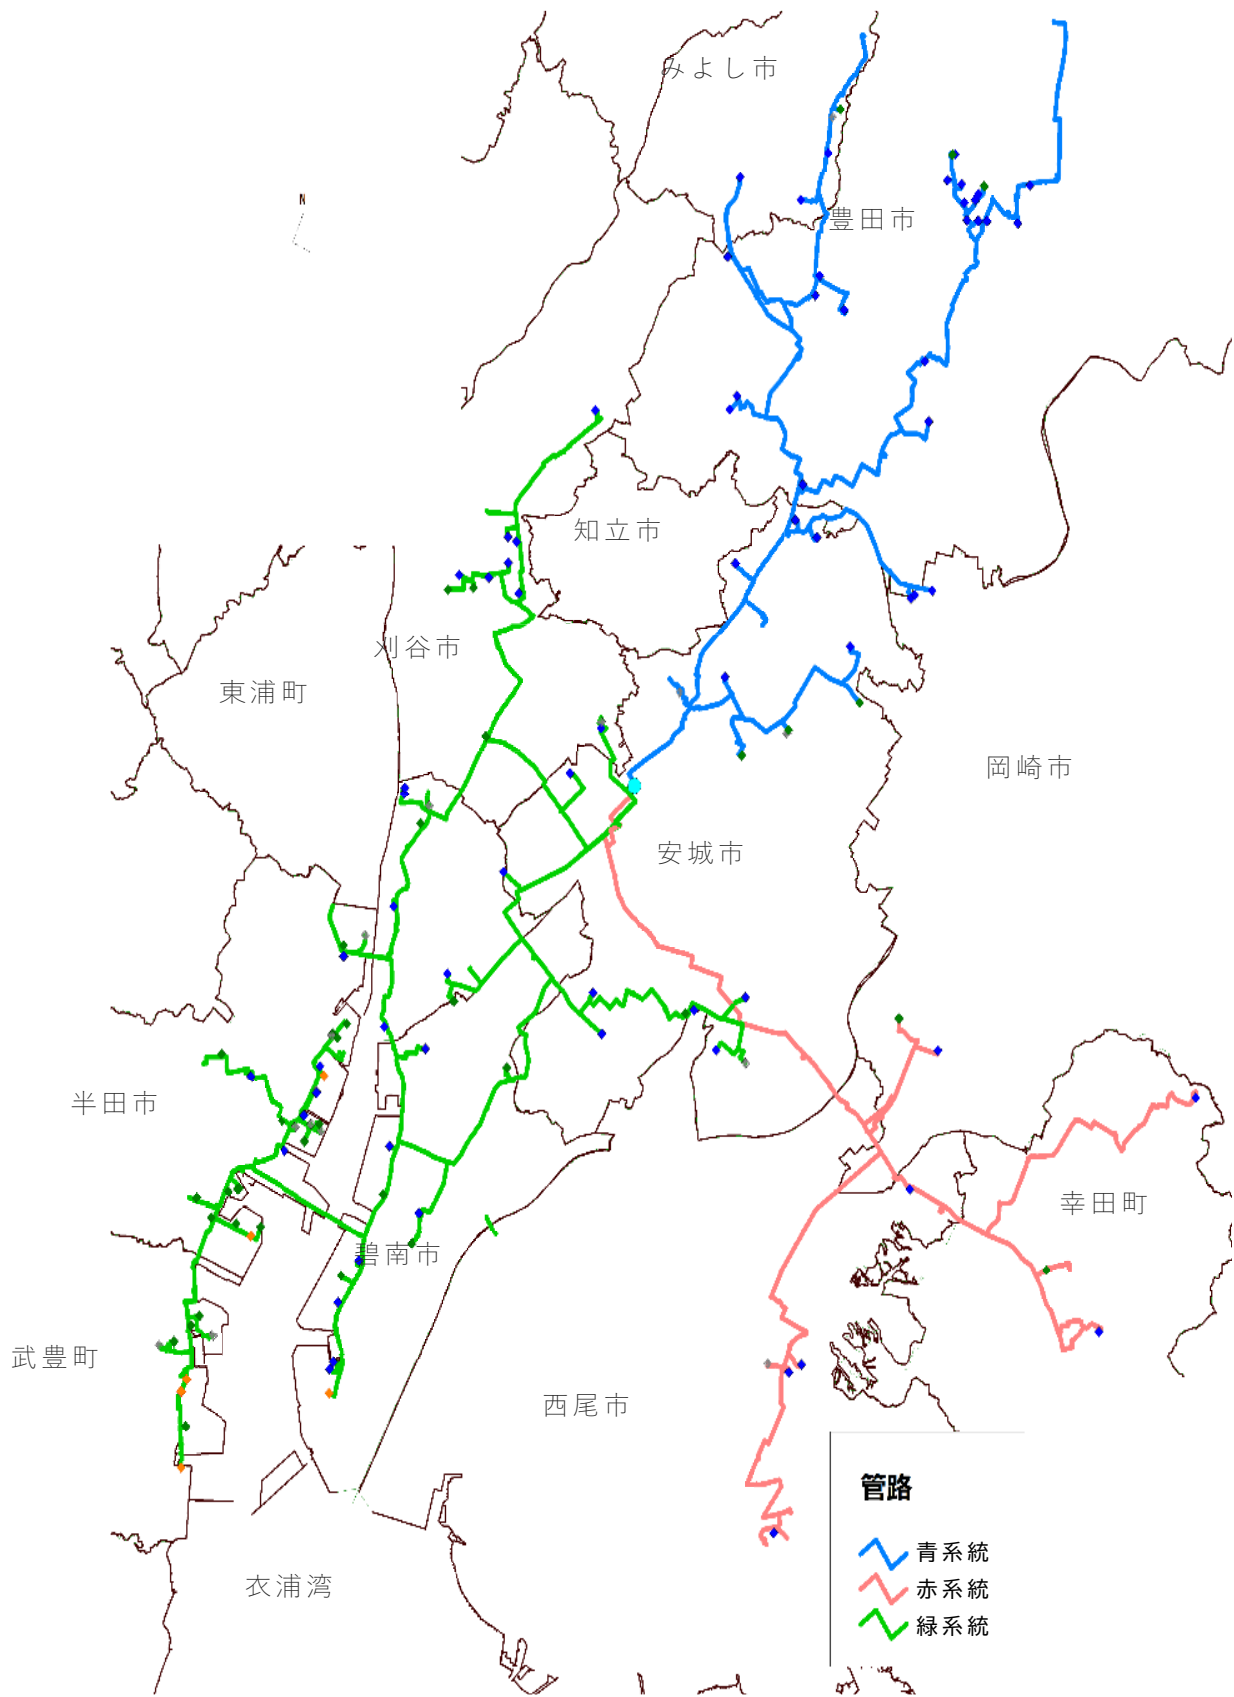 みよし市
N
豊田市
知立市
刈谷市
東浦町
岡崎市
安城市
半田市
幸田町
碧南市
武豊町
西尾市
衣浦湾
管路
青系統
赤系統
緑系統